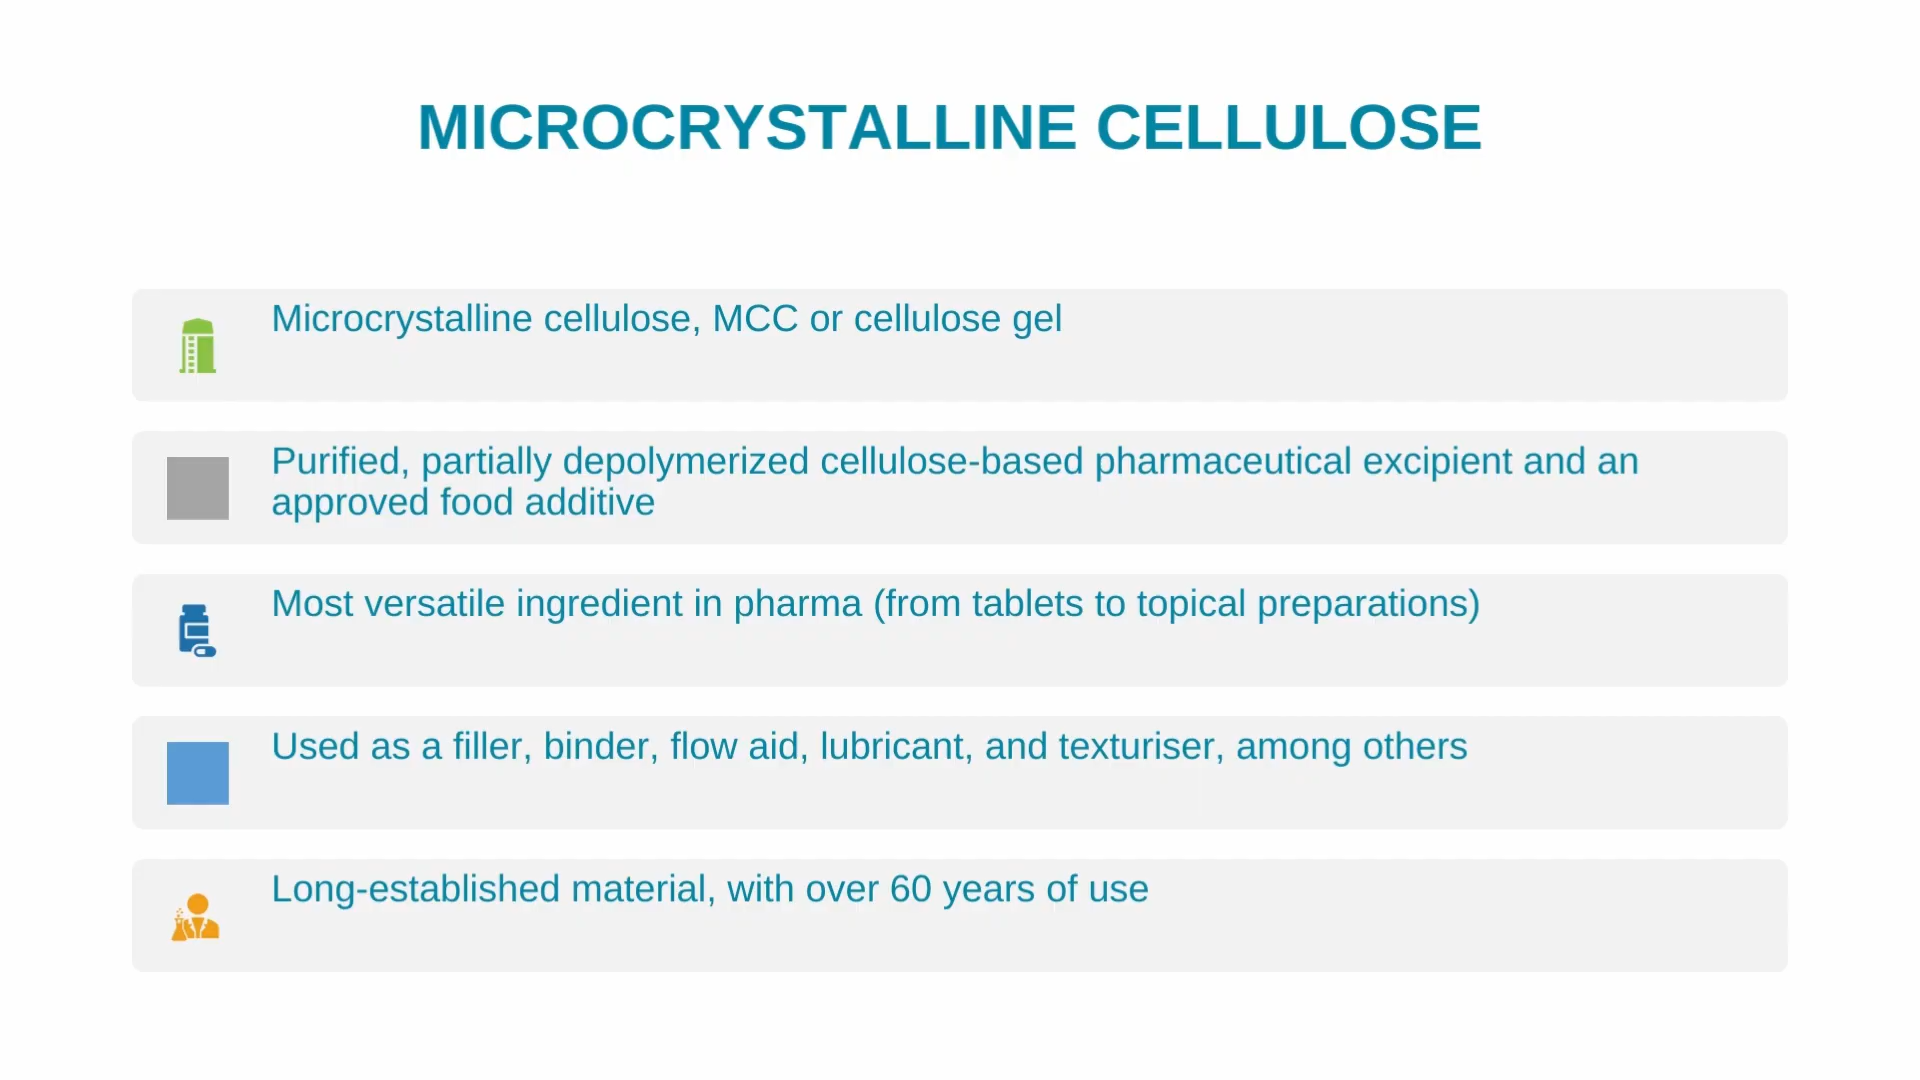 MICROCRYSTALLINE CELLULOSE
Microcrystalline cellulose, MCC or cellulose gel
Purified, partially depolymerized cellulose-based pharmaceutical excipient and an
approved food additive
Most versatile ingredient in pharma (from tablets to topical preparations)
Used as a filler, binder, flow aid, lubricant, and texturiser, among others
Long-established material, with over 60 years of use